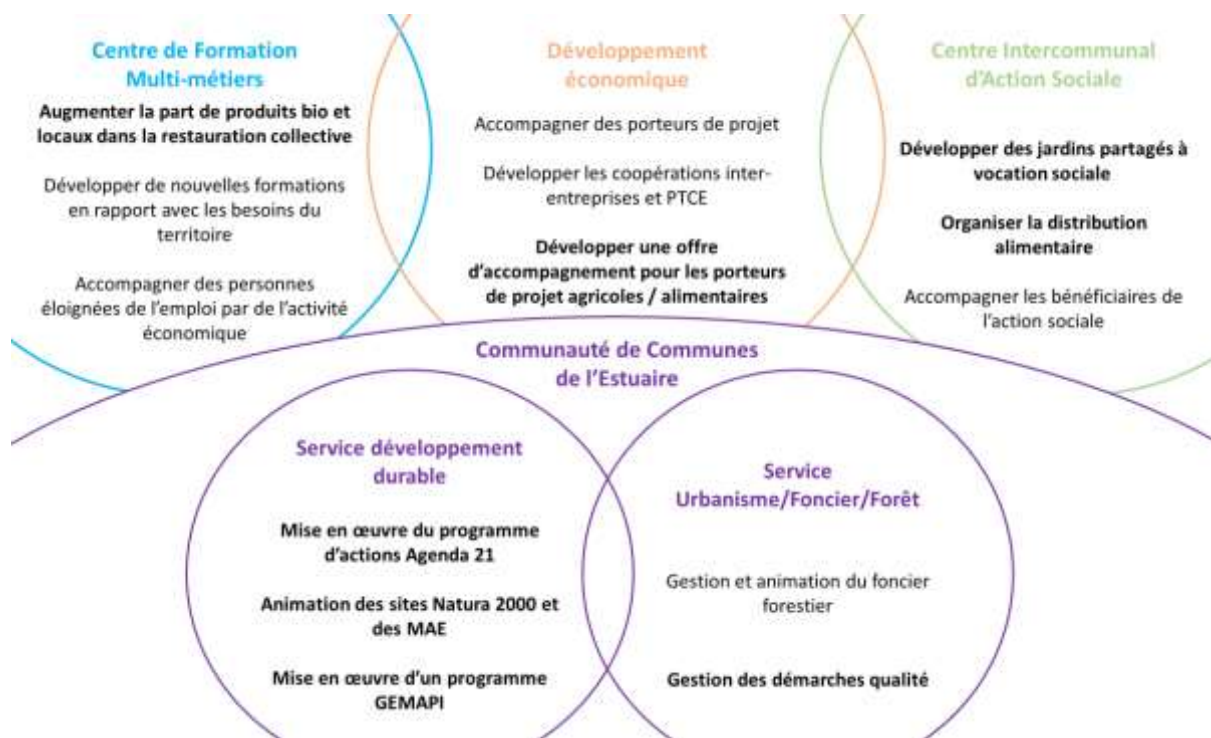 Centre de Formation
Multi-métiers
Augmenter la part de produits bio et
locaux dans la restauration collective
Développer de nouvelles formations
en rapport avec les besoins du
territoire
Accompagner des personnes
éloignées de l'emploi par de l'activité
économique
Développement
économique
Accompagner des porteurs de projet
Développer les coopérations inter-
entreprises et PTCE
Développer une offre
d'accompagnement pour les porteurs
de projet agricoles / alimentaires
Centre Intercommunal
d'Action Sociale
Développer des jardins partagés à
vocation sociale
Organiser la distribution
alimentaire
Accompagner les bénéficiaires de
l'action sociale
Communauté de Communes
de l'Estuaire
Service développement
durable
Mise en œuvre du programme
d'actions Agenda 21
Animation des sites Natura 2000 et
des MAE
Mise en œuvre d'un programme
GEMAPI
Service
Urbanisme/Foncier/Forêt
Gestion et animation du foncier
forestier
Gestion des démarches qualité